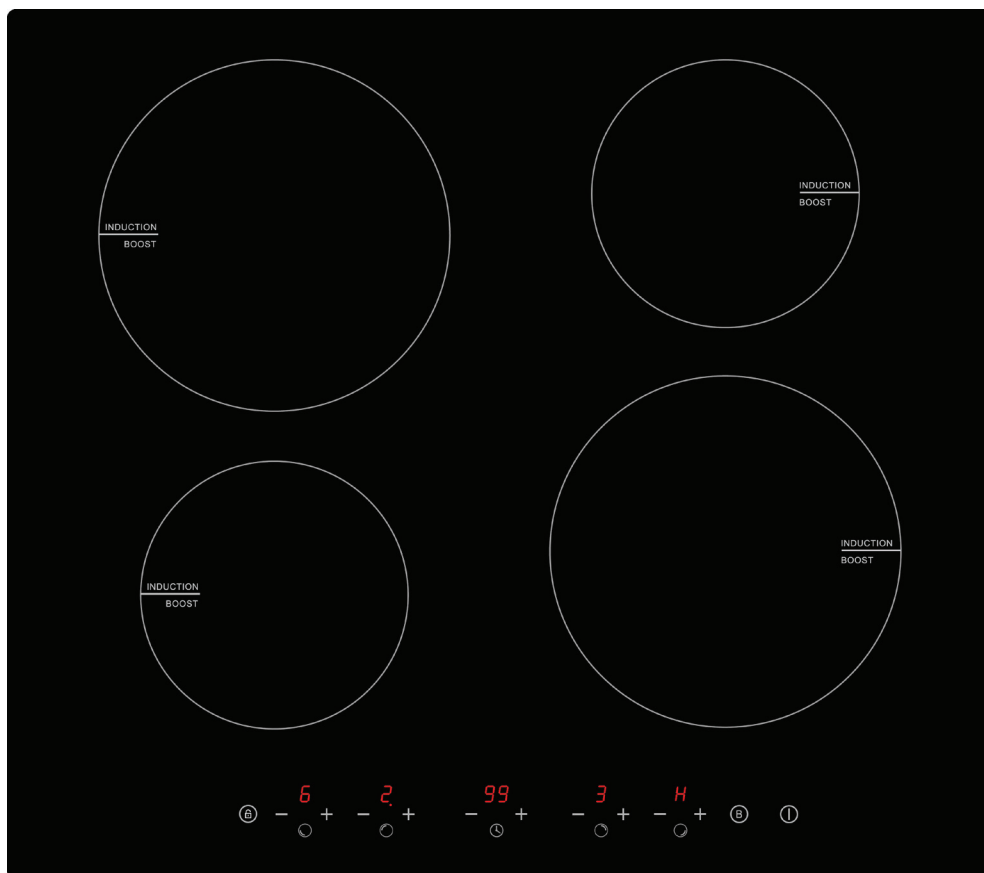 INDUCTION
BOOST
INDUCTION
BOOST
INDUCTION
BOOST
INDUCTION
BOOST
6 2. 99 3 H
− + − + − + − + − + B